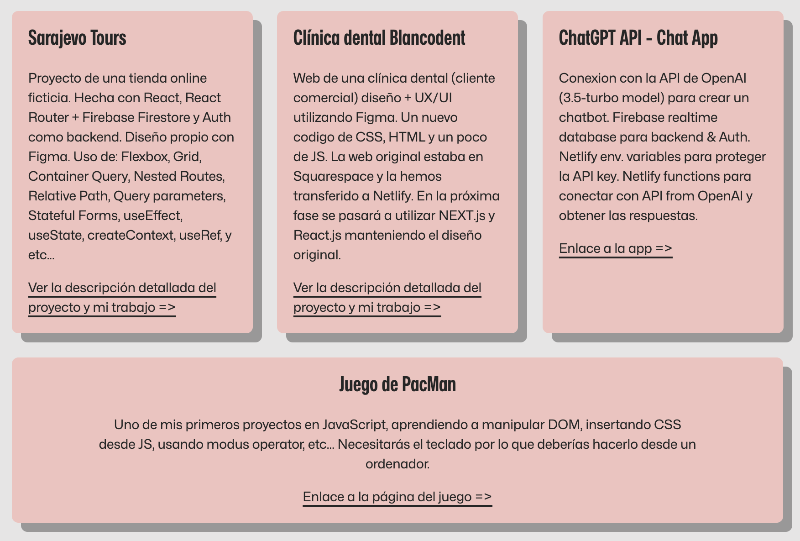 Sarajevo Tours
Proyecto de una tienda online
ficticia. Hecha con React, React
Router + Firebase Firestore y Auth
como backend. Diseño propio con
Figma. Uso de: Flexbox, Grid,
Container Query, Nested Routes,
Relative Path, Query parameters,
Stateful Forms, useEffect,
useState, createContext, useRef, y
etc...
Ver la descripción detallada del
proyecto y mi trabajo =>
Clínica dental Blancodent
Web de una clínica dental (cliente
comercial) diseño + UX/UI
utilizando Figma. Un nuevo
codigo de CSS, HTML y un poco
de JS. La web original estaba en
Squarespace y la hemos
transferido a Netlify. En la próxima
fase se pasará a utilizar NEXT.js y
React.js manteniendo el diseño
original.
Ver la descripción detallada del
proyecto y mi trabajo =>
ChatGPT API - Chat App
Conexion con la API de OpenAI
(3.5-turbo model) para crear un
chatbot. Firebase realtime
database para backend & Auth.
Netlify env. variables para proteger
la API key. Netlify functions para
conectar con API from OpenAI y
obtener las respuestas.
Enlace a la app =>
Juego de PacMan
Uno de mis primeros proyectos en JavaScript, aprendiendo a manipular DOM, insertando CSS
desde JS, usando modus operator, etc... Necesitarás el teclado por lo que deberías hacerlo desde un
ordenador.
Enlace a la página del juego =>